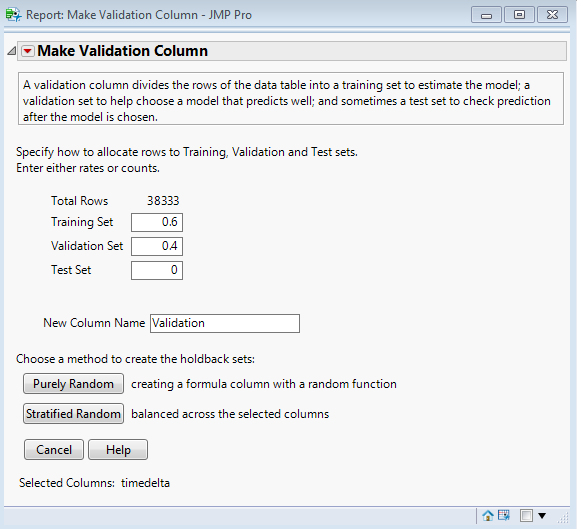 Report: Make Validation Column - JMP Pro
Make Validation Column
A validation column divides the rows of the data table into a training set to estimate the model; a
validation set to help choose a model that predicts well; and sometimes a test set to check prediction
after the model is chosen.
Specify how to allocate rows to Training, Validation and Test sets.
Enter either rates or counts.
Total Rows 38333
Training Set 0.6
Validation Set 0.4
Test Set 0
New Column Name Validation
Choose a method to create the holdback sets:
Purely Random creating a formula column with a random function
Stratified Random balanced across the selected columns
Cancel Help
Selected Columns: timedelta